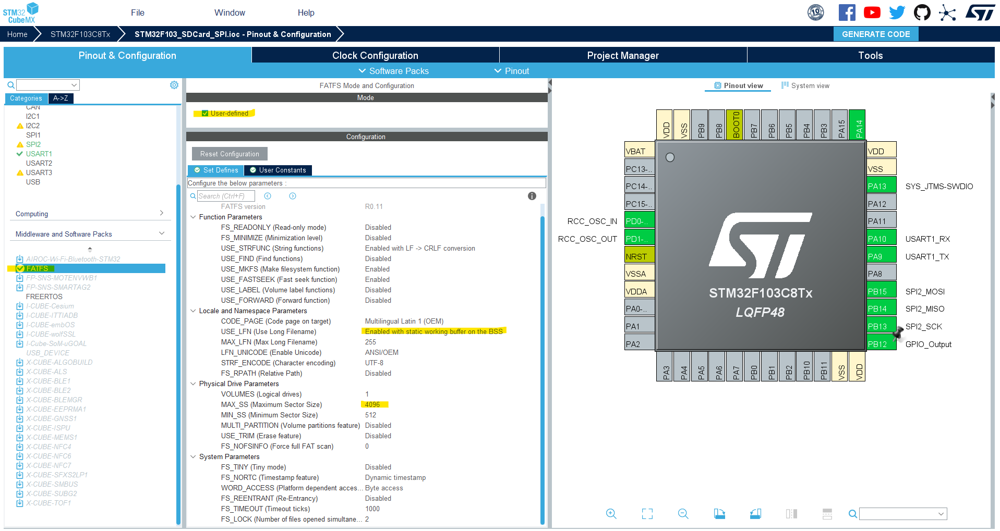 STM32
CubeMX
File
Window
Help
10
Home
STM32F103C8Tx
STM32F103_SDCard_SPI.ioc - Pinout & Configuration
GENERATE CODE
Pinout & Configuration
Clock Configuration
Project Manager
Tools
Software Packs
Pinout
Categories
A->Z
CAN
I2C1
I2C2
SPI1
SPI2
USART1
USART2
USART3
USB
Computing
Middleware and Software Packs
AIROC-Wi-Fi-Bluetooth-STM32
FATFS
FP-SNS-MOTENVWB1
FP-SNS-SMARTAG2
FREERTOS
I-CUBE-Cesium
I-CUBE-ITTIADB
I-CUBE-embOS
I-CUBE-wolfSSL
I-Cube-SoM-uGOAL
USB_DEVICE
X-CUBE-ALGOBUILD
X-CUBE-ALS
X-CUBE-BLE1
X-CUBE-BLE2
X-CUBE-BLEMGR
X-CUBE-EEPRMA1
X-CUBE-GNSS1
X-CUBE-ISPU
X-CUBE-MEMS1
X-CUBE-NFC4
X-CUBE-NFC6
X-CUBE-NFC7
X-CUBE-SFXS2LP1
X-CUBE-SMBUS
X-CUBE-SUBG2
X-CUBE-TOF1
FATFS Mode and Configuration
Mode
User-defined
Configuration
Reset Configuration
Set Defines
User Constants
Configure the below parameters :
Search (Ctrl+F)
FATFS version R0.11
Function Parameters
FS_READONLY (Read-only mode) Disabled
FS_MINIMIZE (Minimization level) Disabled
USE_STRFUNC (String functions) Enabled with LF -> CRLF conversion
USE_FIND (Find functions) Disabled
USE_MKFS (Make filesystem function) Enabled
USE_FASTSEEK (Fast seek function) Enabled
USE_LABEL (Volume label functions) Disabled
USE_FORWARD (Forward function) Disabled
Locale and Namespace Parameters
CODE_PAGE (Code page on target) Multilingual Latin 1 (OEM)
USE_LFN (Use Long Filename) Enabled with static working buffer on the BSS
MAX_LFN (Max Long Filename) 255
LFN_UNICODE (Enable Unicode) ANSI/OEM
STRF_ENCODE (Character encoding) UTF-8
FS_RPATH (Relative Path) Disabled
Physical Drive Parameters
VOLUMES (Logical drives) 1
MAX_SS (Maximum Sector Size) 4096
MIN_SS (Minimum Sector Size) 512
MULTI_PARTITION (Volume partitions feature) Disabled
USE_TRIM (Erase feature) Disabled
FS_NOFSINFO (Force full FAT scan) 0
System Parameters
FS_TINY (Tiny mode) Disabled
FS_NORTC (Timestamp feature) Dynamic timestamp
WORD_ACCESS (Platform dependent acces... Byte access
FS_REENTRANT (Re-Entrancy) Disabled
FS_TIMEOUT (Timeout ticks) 1000
FS_LOCK (Number of files opened simultane... 2
Pinout view
System view
VDD
VSS
PB9
PB8
BOOT0
PB7
PB6
PB5
PB4
PB3
PA15
PA14
VBAT
PC13-..
PC14-..
PC15-..
RCC_OSC_IN PD0-..
RCC_OSC_OUT PD1-..
NRST
VSSA
VDDA
PA0-..
PA1
PA2
STM32F103C8Tx
LQFP48
VDD
VSS
PA13 SYS_JTMS-SWDIO
PA12
PA11
PA10 USART1_RX
PA9 USART1_TX
PA8
PB15 SPI2_MOSI
PB14 SPI2_MISO
PB13 SPI2_SCK
PB12 GPIO_Output
PA3
PA4
PA5
PA6
PA7
PB0
PB1
PB2
PB10
PB11
VSS
VDD